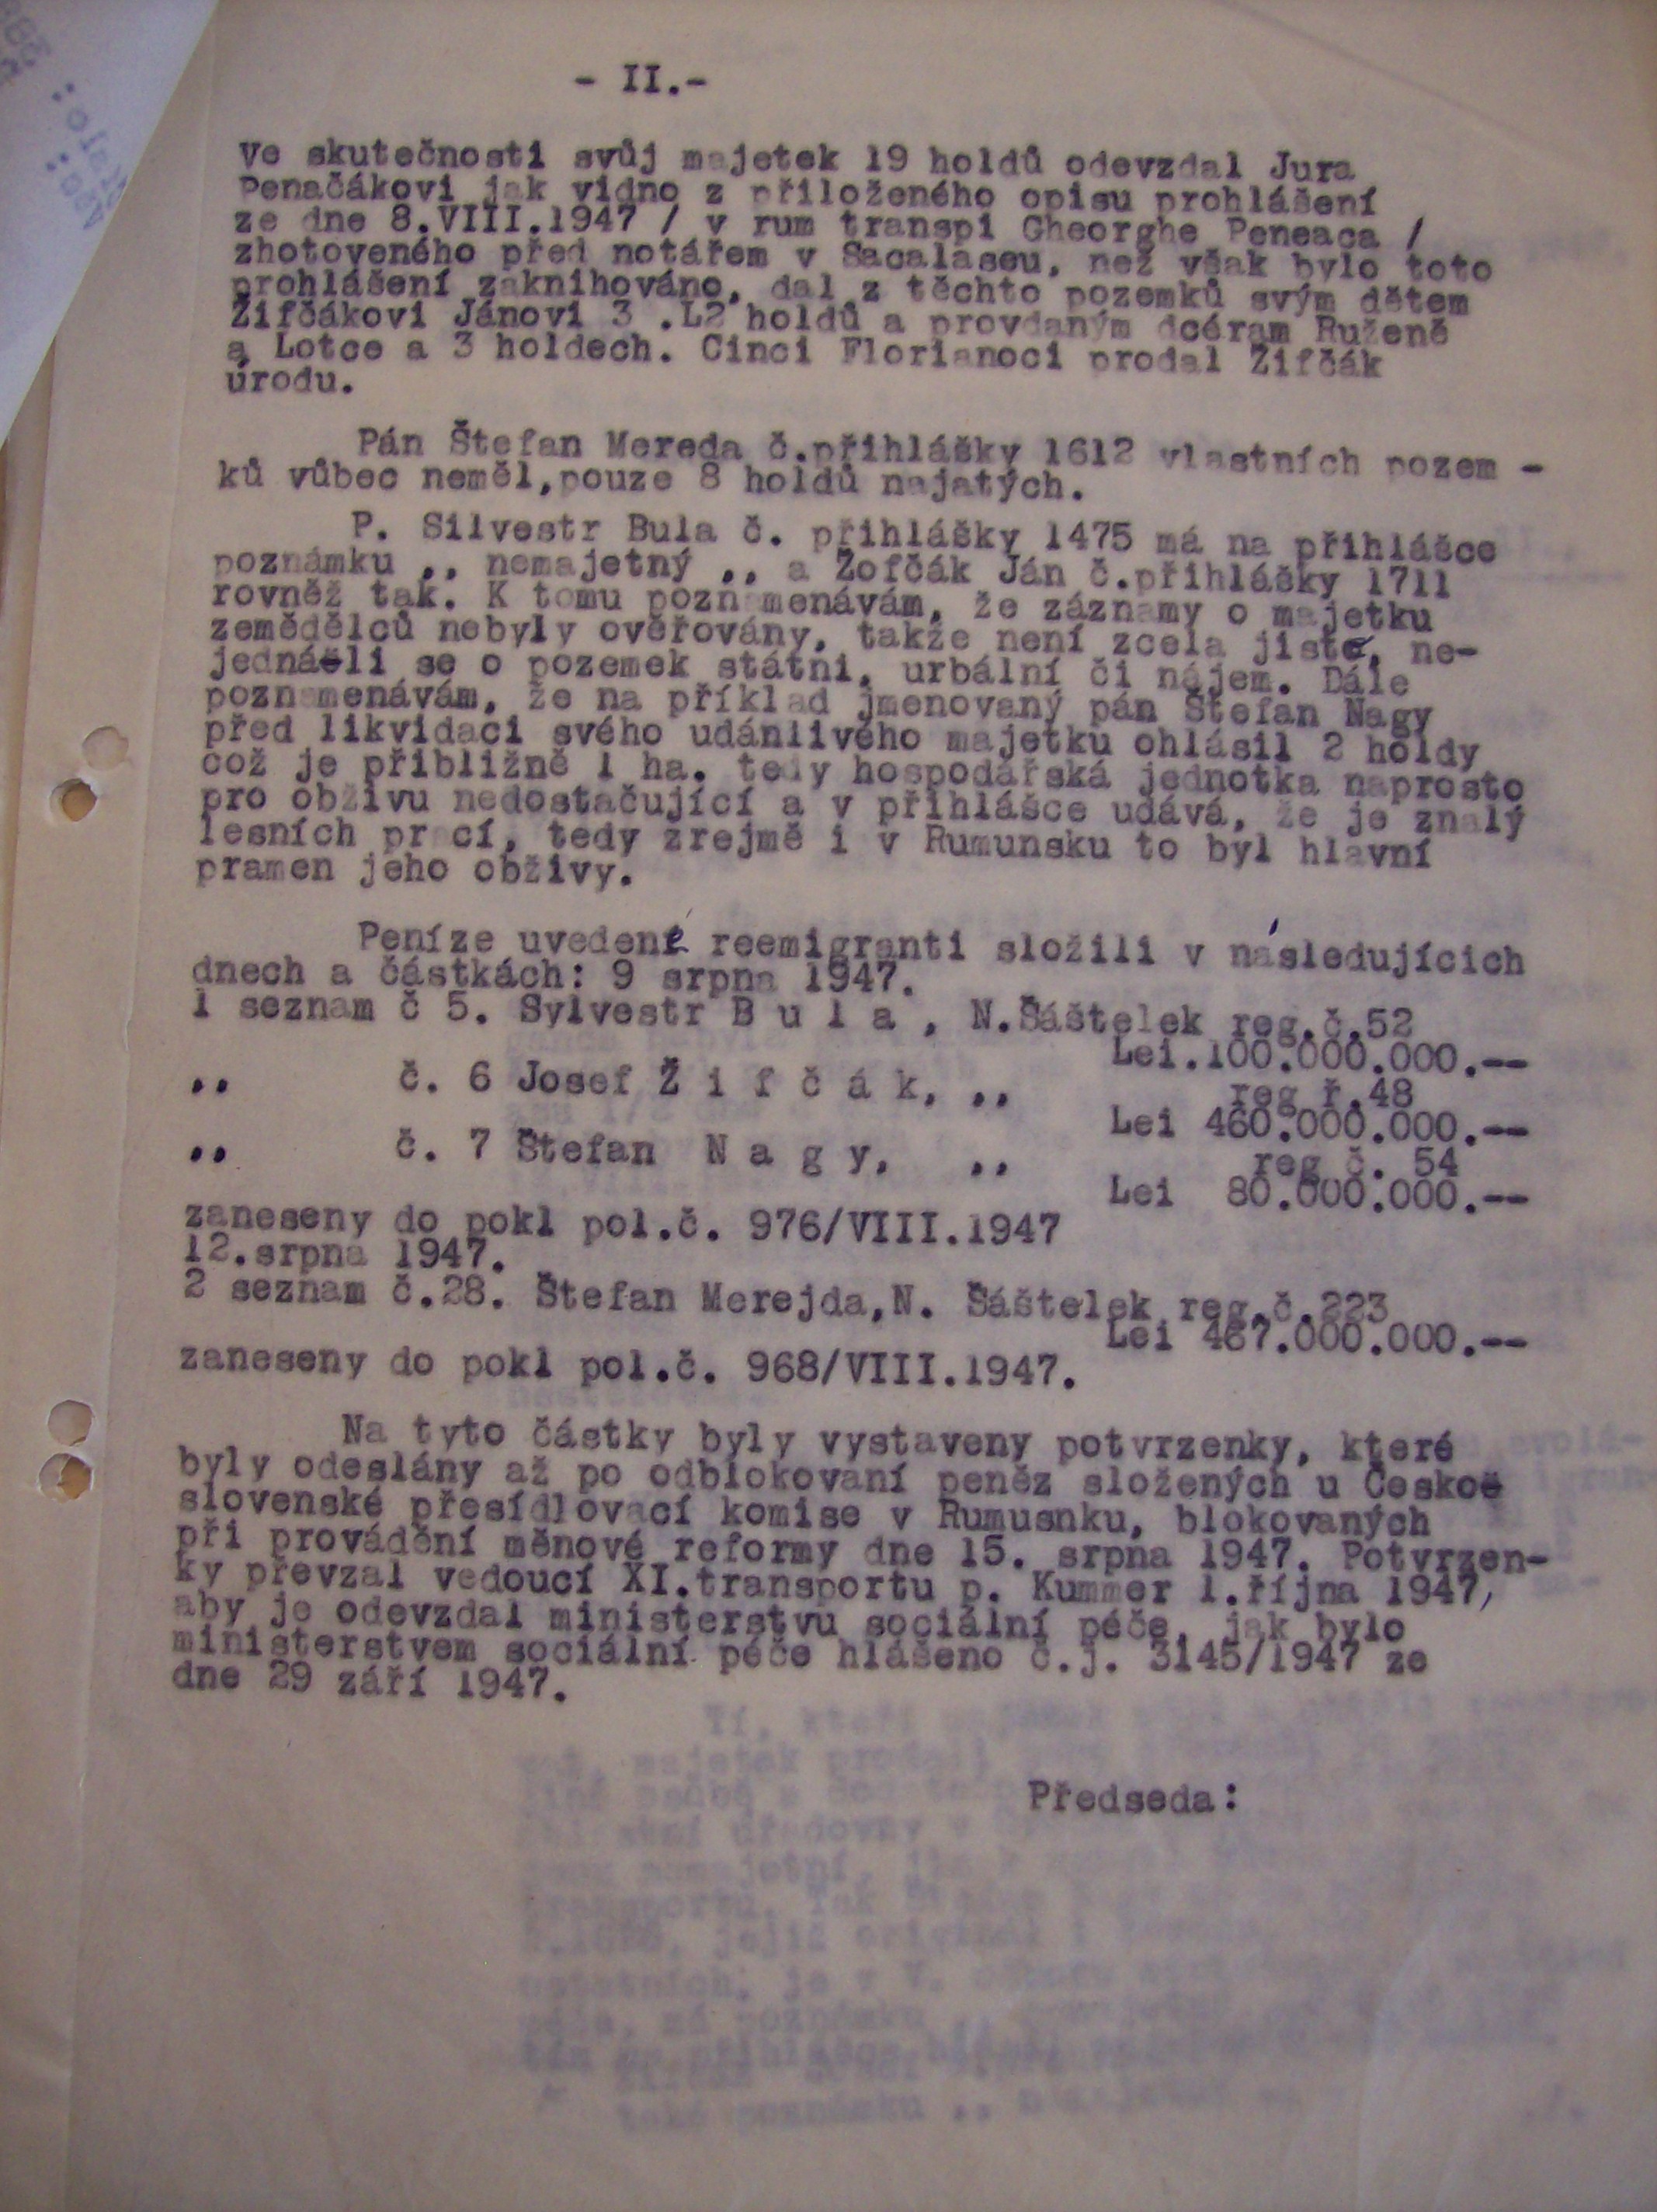 - II.-
Ve skutečnosti svůj majetek 19 holdů odevzdal Jura
Penačákovi jak vidno z přiloženého opisu prohlášení
ze dne 8.VIII.1947 / v rum transpi Gheorghe Peneaca /
zhotoveného před notářem v Sacalaseu, než však bylo toto
prohlášení zaknihováno, dal z těchto pozemků svým dětem
Žifčákovi Jánovi 3 .L2 holdů a provdaným dcéram Ruženě
a Lotce a 3 holdech. Cinci Florianoci prodal Žifčák
úrodu.
Pán Štefan Mereda č.přihlášky 1612 vlastních pozem -
ků vůbec neměl,pouze 8 holdů najatých.
P. Silvestr Bula č. přihlášky 1475 má na přihlášce
poznámku ,, nemajetný ,, a Žofčák Ján č.přihlášky 1711
rovněž tak. K tomu poznamenávám, že záznamy o majetku
zemědělců nebyly ověřovány, takže není zcela jisté, ne-
jednáli se o pozemek státni, urbální či nájem. Dále
poznamenávám, že na příklad jmenovaný pán Štefan Nagy
před likvidaci svého udánlivého majetku ohlásil 2 holdy
což je přibližně 1 ha. tedy hospodářská jednotka naprosto
pro obživu nedostačující a v přihlášce udává, že je znalý
lesních prací, tedy zrejmě i v Rumunsku to byl hlavní
pramen jeho obživy.
Peníze uvedené reemigranti složili v následujících
dnech a částkách: 9 srpna 1947.
1 seznam č 5. Sylvestr B u l a , N.Šáštelek reg.č.52
Lei.100.000.000.--
,, č. 6 Josef Ž i f č á k, ,, reg ř.48
Lei 460.000.000.--
,, č. 7 Štefan N a g y, ,, reg č. 54
Lei 80.000.000.--
zaneseny do pokl pol.č. 976/VIII.1947
12.srpna 1947.
2 seznam č.28. Štefan Merejda,N. Šáštelek reg.č.223
Lei 467.000.000.--
zaneseny do pokl pol.č. 968/VIII.1947.
Na tyto částky byly vystaveny potvrzenky, které
byly odeslány až po odblokovaní peněz složených u Česko-
slovenské přesídlovací komise v Rumusnku, blokovaných
při provádění měnové reformy dne 15. srpna 1947. Potvrzen-
ky převzal vedoucí XI.transportu p. Kummer 1.října 1947,
aby je odevzdal ministerstvu sociální péče, jak bylo
ministerstvem sociální péče hlášeno č.j. 3145/1947 ze
dne 29 září 1947.
Předseda: